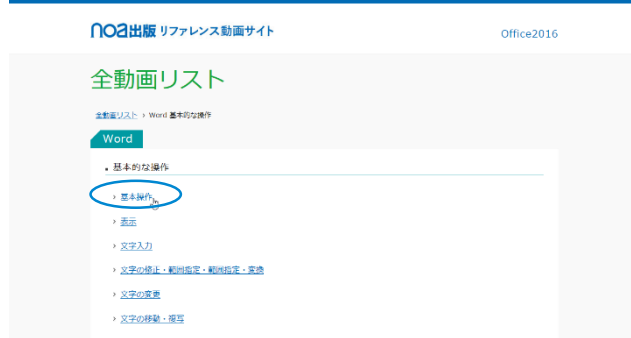 noa出版 リファレンス動画サイト
Office2016
全動画リスト
全動画リスト › Word 基本的な操作
Word
基本的な操作
› 基本操作
› 表示
› 文字入力
› 文字の修正・範囲指定・範囲指定・変換
› 文字の変更
› 文字の移動・複写